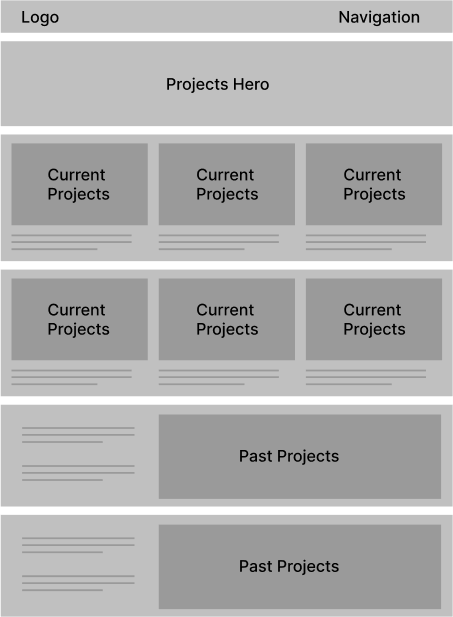 Logo
Navigation
Projects Hero
Current
Projects
Current
Projects
Current
Projects
Current
Projects
Current
Projects
Current
Projects
Past Projects
Past Projects